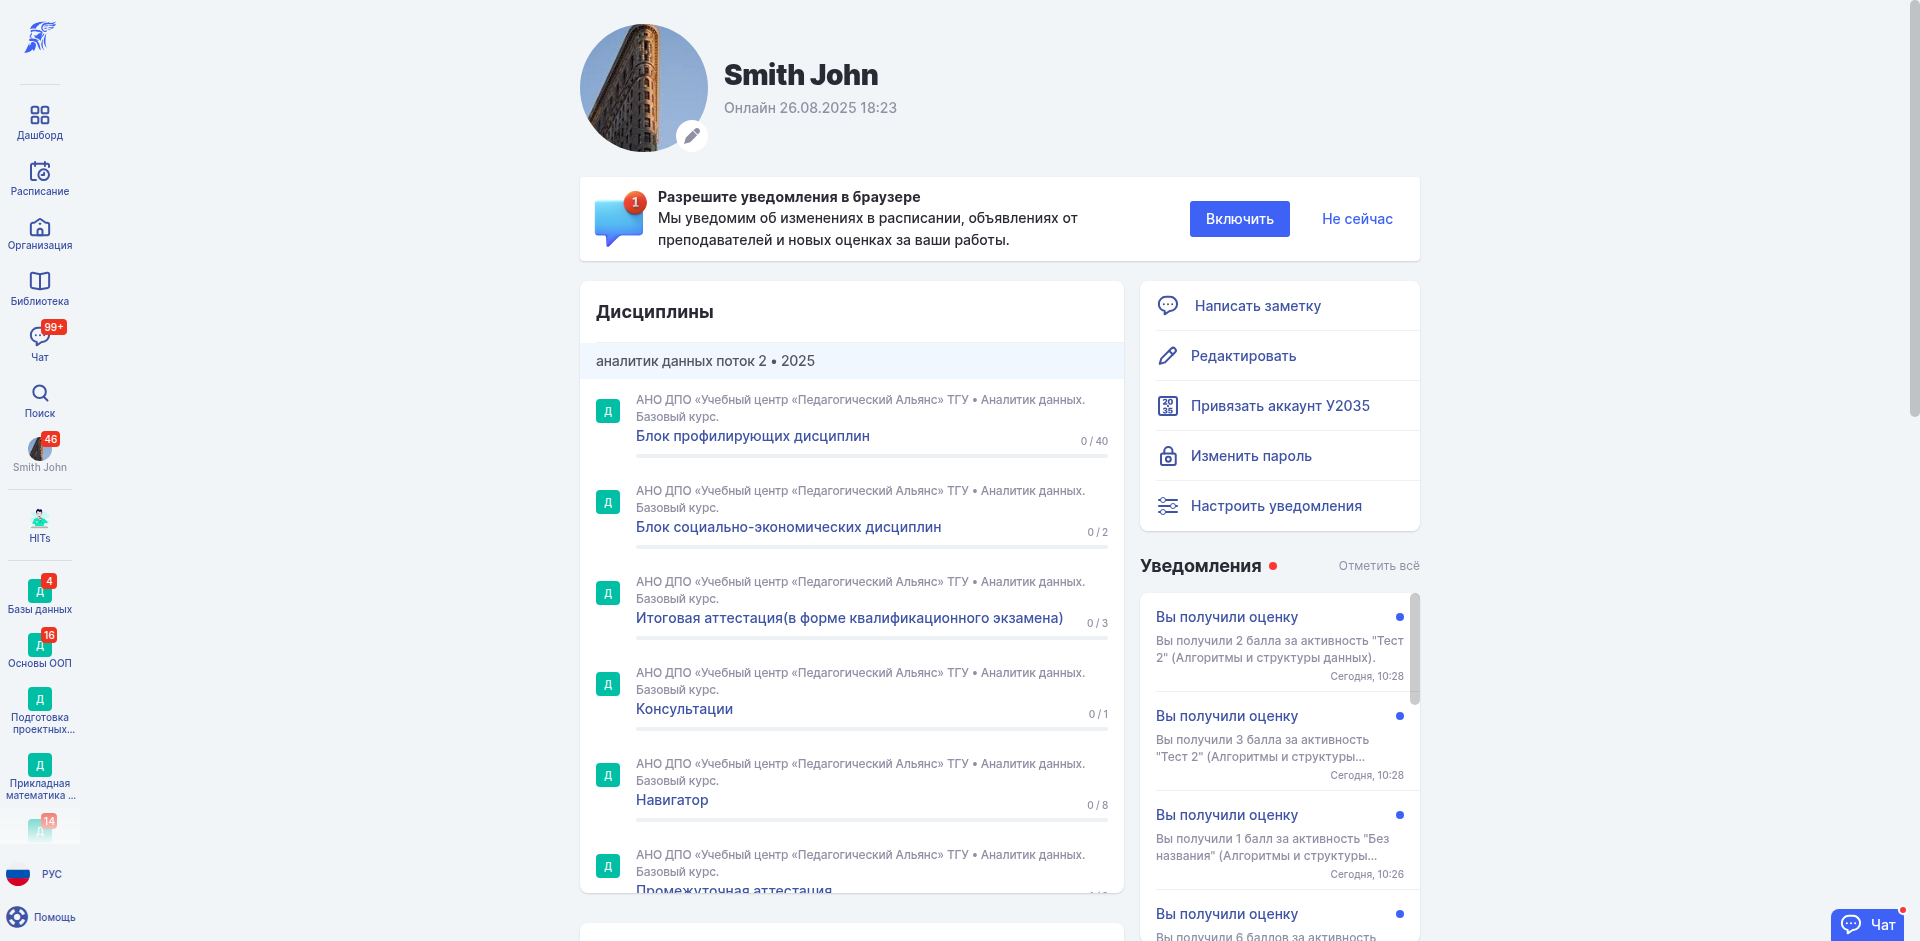 Дашборд
Расписание
Организация
Библиотека
99+
Чат
Поиск
46
Smith John
HITs
4
Д
Базы данных
16
Д
Основы ООП
Д
Подготовка
проектных...
Д
Прикладная
математика ...
14
Д
РУС
Помощь
Smith John
Онлайн 26.08.2025 18:23
1
Разрешите уведомления в браузере
Мы уведомим об изменениях в расписании, объявлениях от
преподавателей и новых оценках за ваши работы.
Включить
Не сейчас
Дисциплины
аналитик данных поток 2 • 2025
Д
АНО ДПО «Учебный центр «Педагогический Альянс» ТГУ • Аналитик данных.
Базовый курс.
Блок профилирующих дисциплин
0 / 40
Д
АНО ДПО «Учебный центр «Педагогический Альянс» ТГУ • Аналитик данных.
Базовый курс.
Блок социально-экономических дисциплин
0 / 2
Д
АНО ДПО «Учебный центр «Педагогический Альянс» ТГУ • Аналитик данных.
Базовый курс.
Итоговая аттестация(в форме квалификационного экзамена)
0 / 3
Д
АНО ДПО «Учебный центр «Педагогический Альянс» ТГУ • Аналитик данных.
Базовый курс.
Консультации
0 / 1
Д
АНО ДПО «Учебный центр «Педагогический Альянс» ТГУ • Аналитик данных.
Базовый курс.
Навигатор
0 / 8
Д
АНО ДПО «Учебный центр «Педагогический Альянс» ТГУ • Аналитик данных.
Базовый курс.
Промежуточная аттестация
Написать заметку
Редактировать
20
35
Привязать аккаунт У2035
Изменить пароль
Настроить уведомления
Уведомления
Отметить всё
Вы получили оценку
Вы получили 2 балла за активность "Тест
2" (Алгоритмы и структуры данных).
Сегодня, 10:28
Вы получили оценку
Вы получили 3 балла за активность
"Тест 2" (Алгоритмы и структуры...
Сегодня, 10:28
Вы получили оценку
Вы получили 1 балл за активность "Без
названия" (Алгоритмы и структуры...
Сегодня, 10:26
Вы получили оценку
Вы получили 6 баллов за активность
Чат